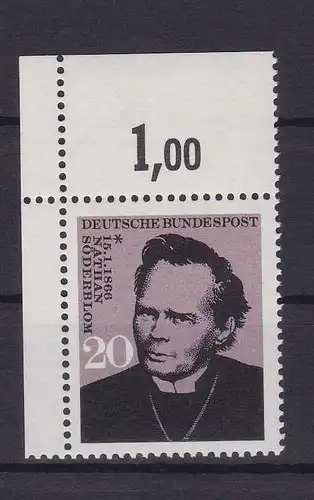 1,00
DEUTSCHE BUNDESPOST
* 15.1.1866
NATHAN
SÖDERBLOM
20